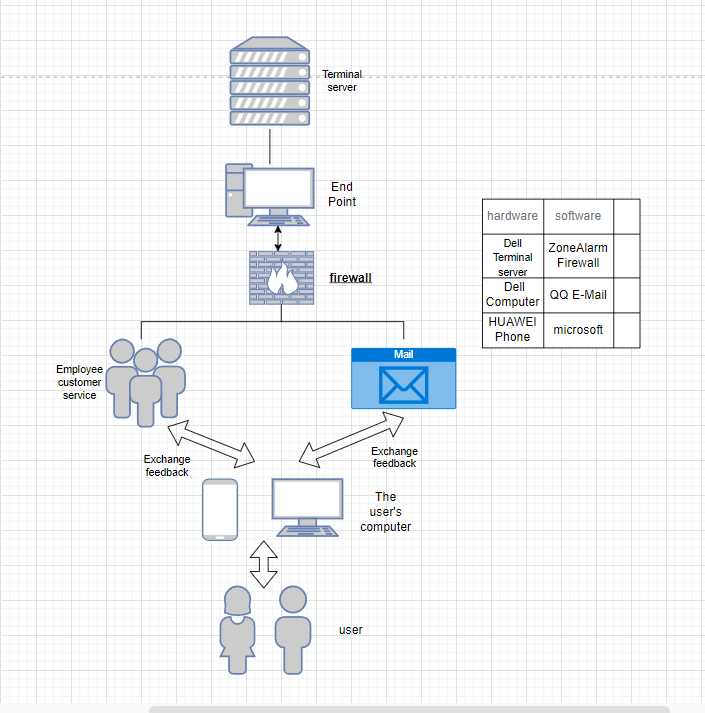 Terminal
server
End
Point
firewall
hardware
software
Dell
Terminal
server
ZoneAlarm
Firewall
Dell
Computer
QQ E-Mail
HUAWEI
Phone
microsoft
Mail
Employee
customer
service
Exchange
feedback
Exchange
feedback
The
user's
computer
user